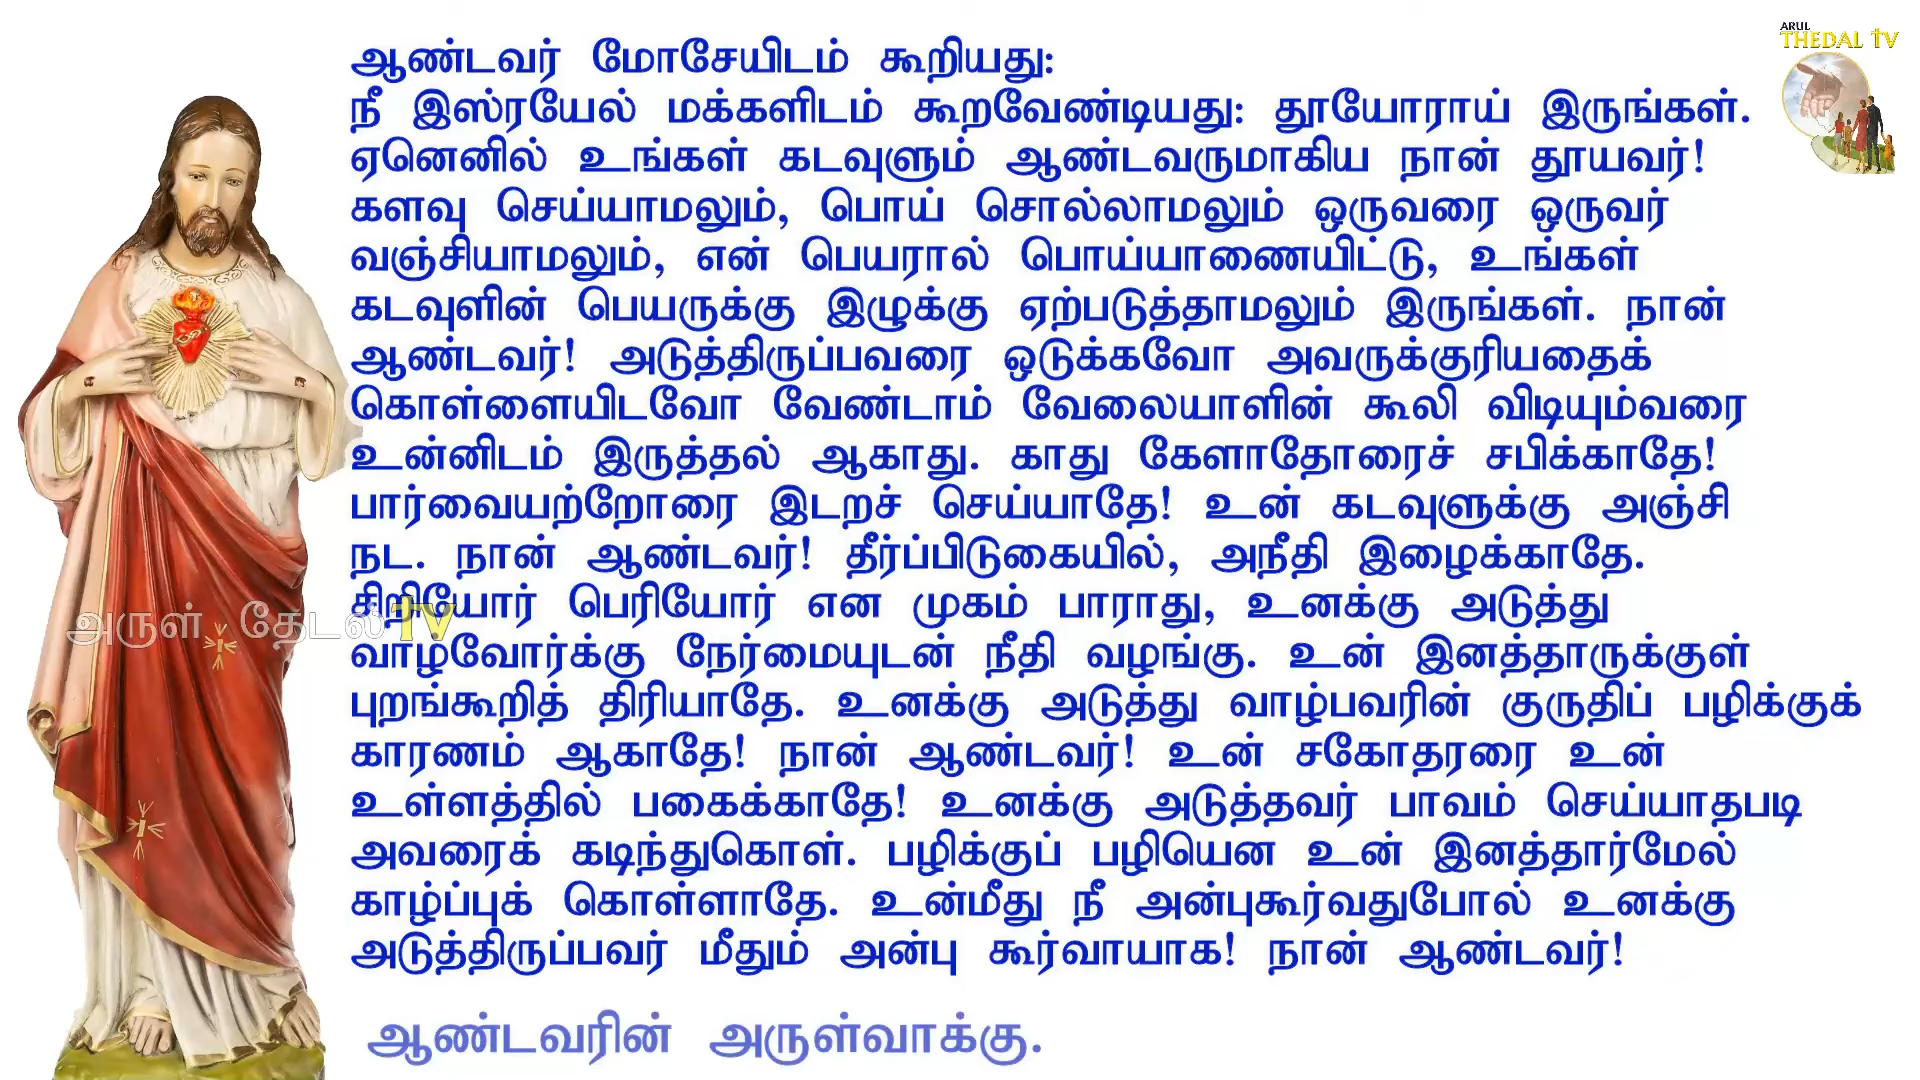 ARUL
THEDAL TV
ஆண்டவர் மோசேயிடம் கூறியது:
நீ இஸ்ரயேல் மக்களிடம் கூறவேண்டியது: தூயோராய் இருங்கள்.
ஏனெனில் உங்கள் கடவுளும் ஆண்டவருமாகிய நான் தூயவர்!
களவு செய்யாமலும், பொய் சொல்லாமலும் ஒருவரை ஒருவர்
வஞ்சியாமலும், என் பெயரால் பொய்யாணையிட்டு, உங்கள்
கடவுளின் பெயருக்கு இழுக்கு ஏற்படுத்தாமலும் இருங்கள். நான்
ஆண்டவர்! அடுத்திருப்பவரை ஒடுக்கவோ அவருக்குரியதைக்
கொள்ளையிடவோ வேண்டாம் வேலையாளின் கூலி விடியும்வரை
உன்னிடம் இருத்தல் ஆகாது. காது கேளாதோரைச் சபிக்காதே!
பார்வையற்றோரை இடறச் செய்யாதே! உன் கடவுளுக்கு அஞ்சி
நட. நான் ஆண்டவர்! தீர்ப்பிடுகையில், அநீதி இழைக்காதே.
சிறியோர் பெரியோர் என முகம் பாராது, உனக்கு அடுத்து
அருள் தேடல் TV
வாழ்வோர்க்கு நேர்மையுடன் நீதி வழங்கு. உன் இனத்தாருக்குள்
புறங்கூறித் திரியாதே. உனக்கு அடுத்து வாழ்பவரின் குருதிப் பழிக்குக்
காரணம் ஆகாதே! நான் ஆண்டவர்! உன் சகோதரரை உன்
உள்ளத்தில் பகைக்காதே! உனக்கு அடுத்தவர் பாவம் செய்யாதபடி
அவரைக் கடிந்துகொள். பழிக்குப் பழியென உன் இனத்தார்மேல்
காழ்ப்புக் கொள்ளாதே. உன்மீது நீ அன்புகூர்வதுபோல் உனக்கு
அடுத்திருப்பவர் மீதும் அன்பு கூர்வாயாக! நான் ஆண்டவர்!
ஆண்டவரின் அருள்வாக்கு.